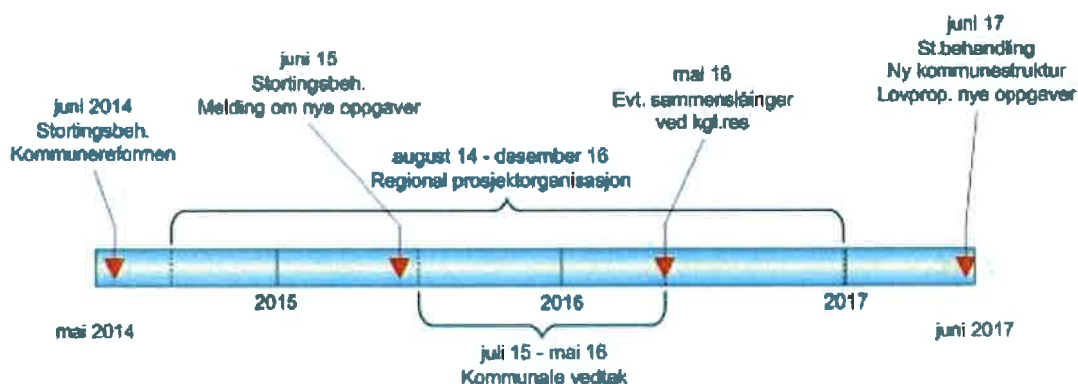 juni 2014
Stortingsbeh.
Kommunereformen
juni 15
Stortingsbeh.
Melding om nye oppgaver
august 14 - desember 16
Regional prosjektorganisasjon
mai 16
Evt. sammenslåinger
ved kgl.res
juni 17
St.behandling
Ny kommunestruktur
Lovprop. nye oppgaver
2015
2016
2017
mai 2014
juni 2017
juli 15 - mai 16
Kommunale vedtak